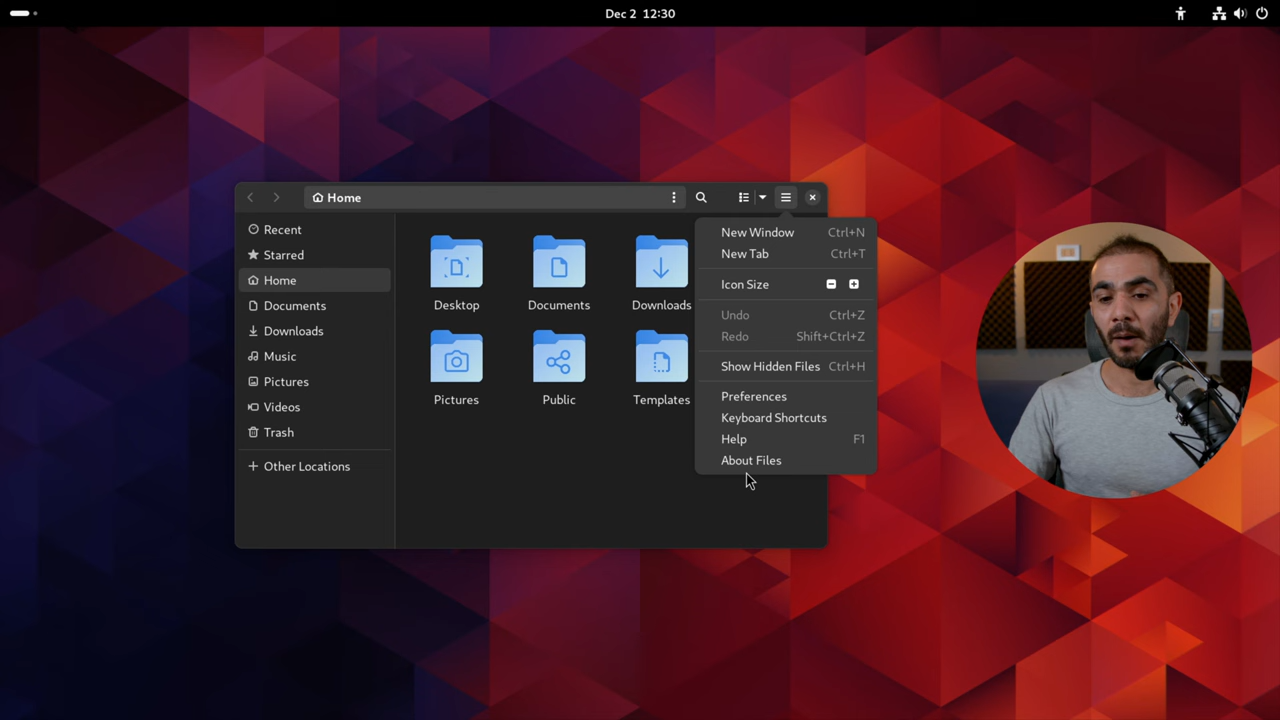 Dec 2 12:30
Home
Recent
Starred
Home
Documents
Downloads
Music
Pictures
Videos
Trash
Other Locations
Desktop
Documents
Downloads
Pictures
Public
Templates
New Window Ctrl+N
New Tab Ctrl+T
Icon Size
Undo Ctrl+Z
Redo Shift+Ctrl+Z
Show Hidden Files Ctrl+H
Preferences
Keyboard Shortcuts
Help F1
About Files